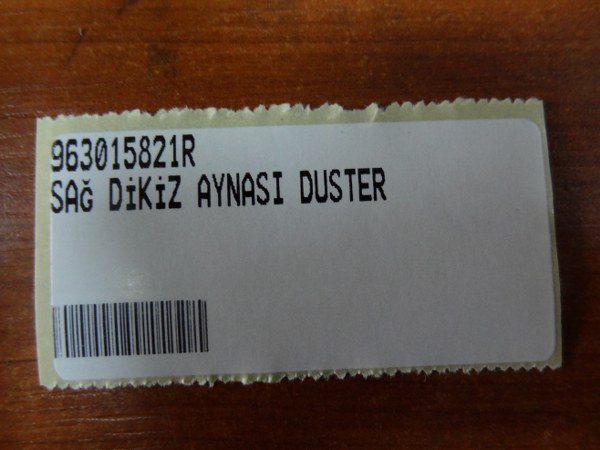 963015821R
SAĞ DİKİZ AYNASI DUSTER